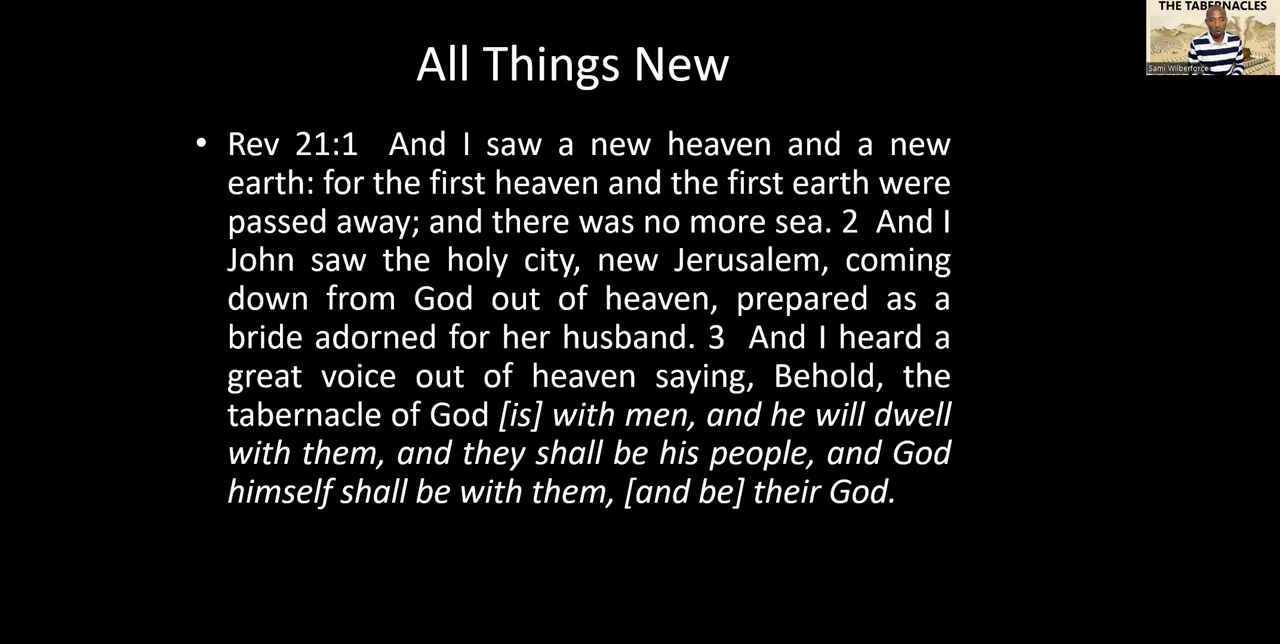 THE TABERNACLES
Sami Wilberforce
All Things New
• Rev 21:1 And I saw a new heaven and a new
earth: for the first heaven and the first earth were
passed away; and there was no more sea. 2 And I
John saw the holy city, new Jerusalem, coming
down from God out of heaven, prepared as a
bride adorned for her husband. 3 And I heard a
great voice out of heaven saying, Behold, the
tabernacle of God [is] with men, and he will dwell
with them, and they shall be his people, and God
himself shall be with them, [and be] their God.